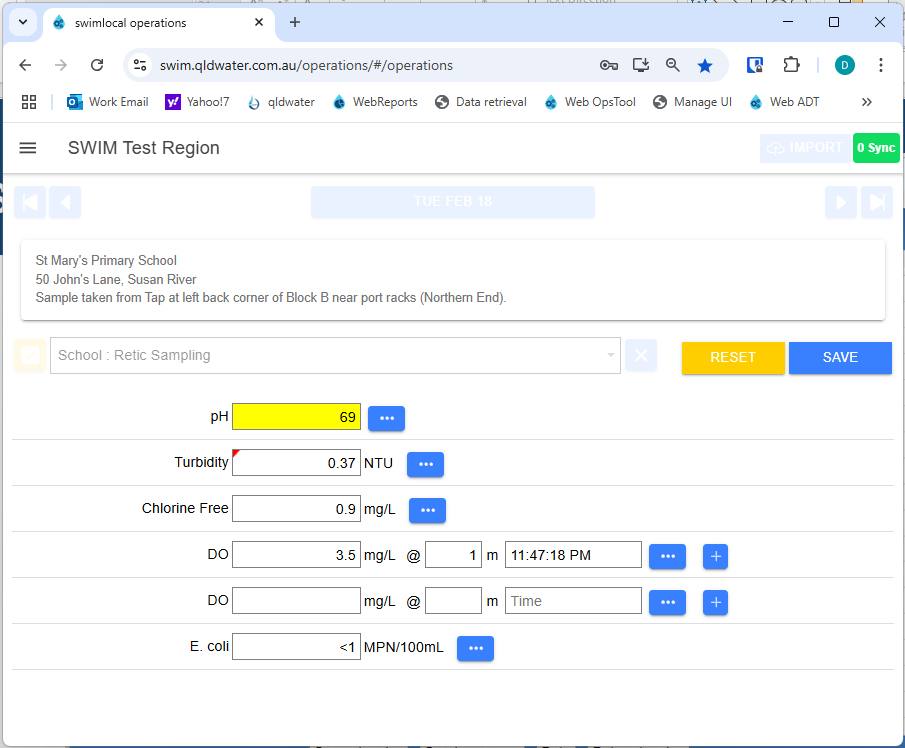 swimlocal operations
swim.qldwater.com.au/operations/#/operations
D
Work Email
Yahoo!7
qldwater
WebReports
Data retrieval
Web OpsTool
Manage UI
Web ADT
SWIM Test Region
IMPORT
0 Sync
TUE FEB 18
St Mary's Primary School
50 John's Lane, Susan River
Sample taken from Tap at left back corner of Block B near port racks (Northern End).
School : Retic Sampling
RESET
SAVE
pH 69
Turbidity 0.37 NTU
Chlorine Free 0.9 mg/L
DO 3.5 mg/L @ 1 m 11:47:18 PM
DO mg/L @ m Time
E. coli <1 MPN/100mL